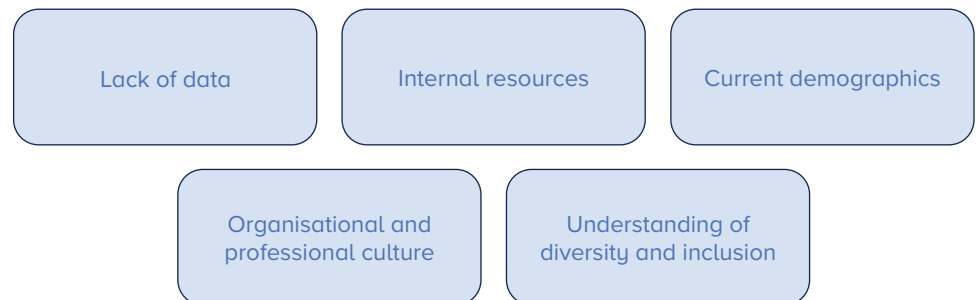 Lack of data
Internal resources
Current demographics
Organisational and
professional culture
Understanding of
diversity and inclusion